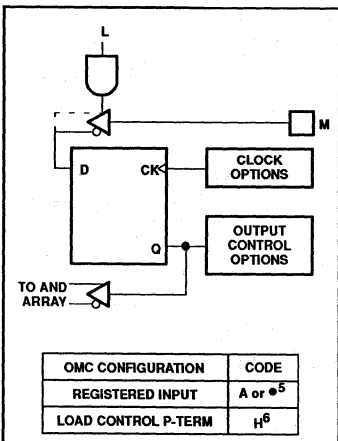 L
M
D
CK
CLOCK
OPTIONS
Q
OUTPUT
CONTROL
OPTIONS
TO AND
ARRAY
OMC CONFIGURATION CODE
REGISTERED INPUT A or ●5
LOAD CONTROL P-TERM H6